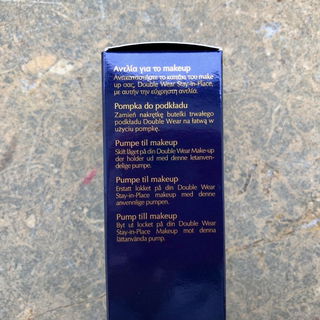 Αντλία για το makeup
Αντικαταστήστε το καπάκι του make
up σας, Double Wear Stay-in-Place,
με αυτήν την εύχρηστη αντλία.
Pompka do podkładu
Zamień nakrętkę butelki trwałego
podkładu Double Wear na łatwą w
użyciu pompkę.
Pumpe til makeup
Skift låget på din Double Wear Make-up
der holder ud med denne letanven-
delige pumpe.
Pumpe til makeup
Erstatt lokket på din Double Wear
Stay-in-Place Makeup med denne
anvennlige pumpen.
Pump till makeup
Byt ut locket på din Double Wear
Stay-in-Place Makeup mot denna
lättanvända pump.